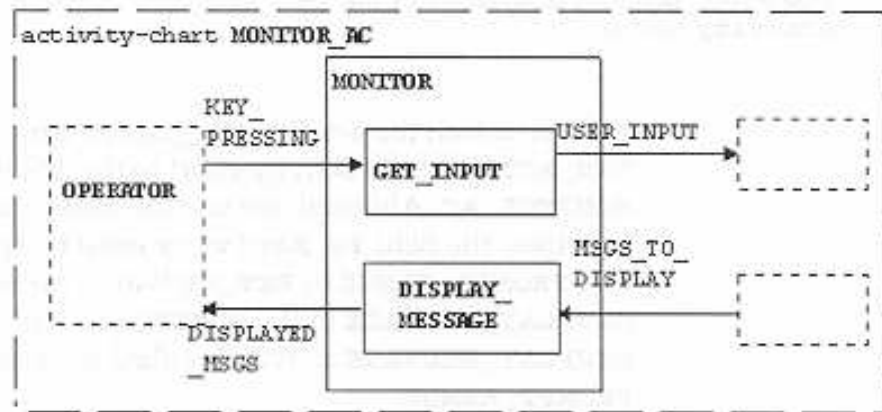 activity-chart MONITOR_AC
MONITOR
KEY_
PRESSING
USER_INPUT
GET_INPUT
OPERATOR
MSGS_TO_
DISPLAY
DISPLAY_
MESSAGE
DISPLAYED
_MSGS